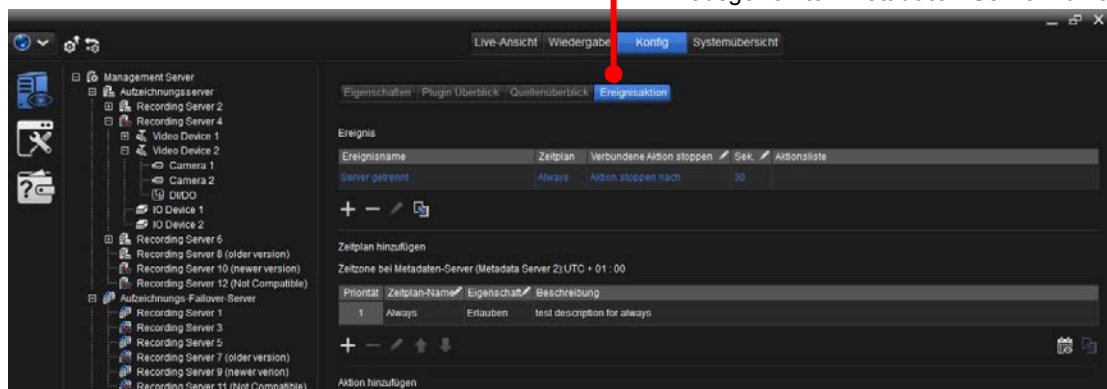 Live-Ansicht Wiedergabe Konfig Systemübersicht
Management Server
Aufzeichnungsserver
Recording Server 2
Recording Server 4
Video Device 1
Video Device 2
Camera 1
Camera 2
DI/DO
IO Device 1
IO Device 2
Recording Server 6
Recording Server 8 (older version)
Recording Server 10 (newer version)
Recording Server 12 (Not Compatible)
Aufzeichnungs-Failover-Server
Recording Server 1
Recording Server 3
Recording Server 5
Recording Server 7 (older version)
Recording Server 9 (newer verion)
Recording Server 11 (Not Compatible)
Eigenschaften Plugin Überblick Quellenüberblick Ereignisaktion
Ereignis
Ereignisname Zeitplan Verbundene Aktion stoppen Sek. Aktionsliste
Server getrennt Always Aktion stoppen nach 30
Zeitplan hinzufügen
Zeitzone bei Metadaten-Server (Metadata Server 2):UTC + 01 : 00
Priorität Zeitplan-Name Eigenschaft Beschreibung
1 Always Erlauben test description for always
Aktion hinzufügen